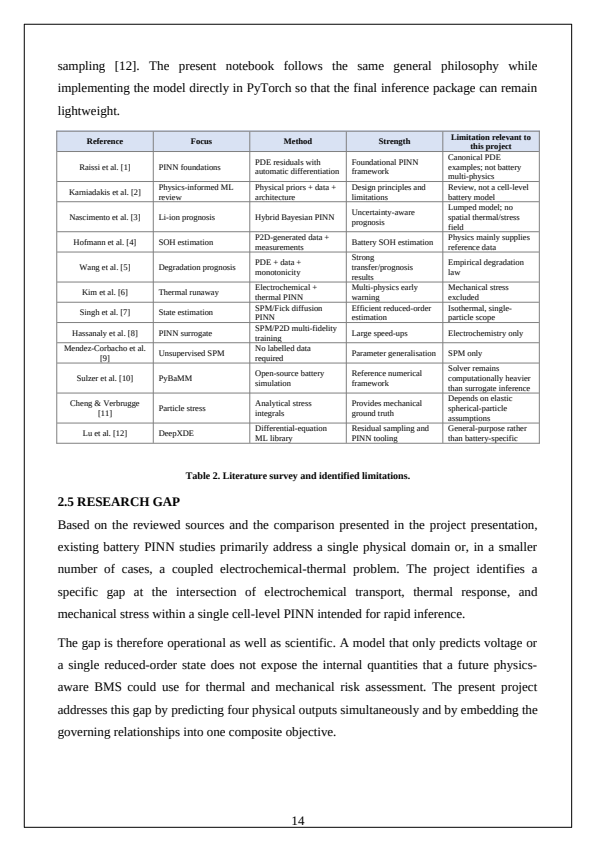 sampling [12]. The present notebook follows the same general philosophy while
implementing the model directly in PyTorch so that the final inference package can remain
lightweight.
Reference Focus Method Strength Limitation relevant to this project
Raissi et al. [1] PINN foundations PDE residuals with automatic differentiation Foundational PINN framework Canonical PDE examples; not battery multi-physics
Karniadakis et al. [2] Physics-informed ML review Physical priors + data + architecture Design principles and limitations Review, not a cell-level battery model
Nascimento et al. [3] Li-ion prognosis Hybrid Bayesian PINN Uncertainty-aware prognosis Lumped model; no spatial thermal/stress field
Hofmann et al. [4] SOH estimation P2D-generated data + measurements Battery SOH estimation Physics mainly supplies reference data
Wang et al. [5] Degradation prognosis PDE + data + monotonicity Strong transfer/prognosis results Empirical degradation law
Kim et al. [6] Thermal runaway Electrochemical + thermal PINN Multi-physics early warning Mechanical stress excluded
Singh et al. [7] State estimation SPM/Fick diffusion PINN Efficient reduced-order estimation Isothermal, single-particle scope
Hassanaly et al. [8] PINN surrogate SPM/P2D multi-fidelity training Large speed-ups Electrochemistry only
Mendez-Corbacho et al. [9] Unsupervised SPM No labelled data required Parameter generalisation SPM only
Sulzer et al. [10] PyBaMM Open-source battery simulation Reference numerical framework Solver remains computationally heavier than surrogate inference
Cheng & Verbrugge [11] Particle stress Analytical stress integrals Provides mechanical ground truth Depends on elastic spherical-particle assumptions
Lu et al. [12] DeepXDE Differential-equation ML library Residual sampling and PINN tooling General-purpose rather than battery-specific
Table 2. Literature survey and identified limitations.
2.5 RESEARCH GAP
Based on the reviewed sources and the comparison presented in the project presentation,
existing battery PINN studies primarily address a single physical domain or, in a smaller
number of cases, a coupled electrochemical-thermal problem. The project identifies a
specific gap at the intersection of electrochemical transport, thermal response, and
mechanical stress within a single cell-level PINN intended for rapid inference.
The gap is therefore operational as well as scientific. A model that only predicts voltage or
a single reduced-order state does not expose the internal quantities that a future physics-
aware BMS could use for thermal and mechanical risk assessment. The present project
addresses this gap by predicting four physical outputs simultaneously and by embedding the
governing relationships into one composite objective.
14